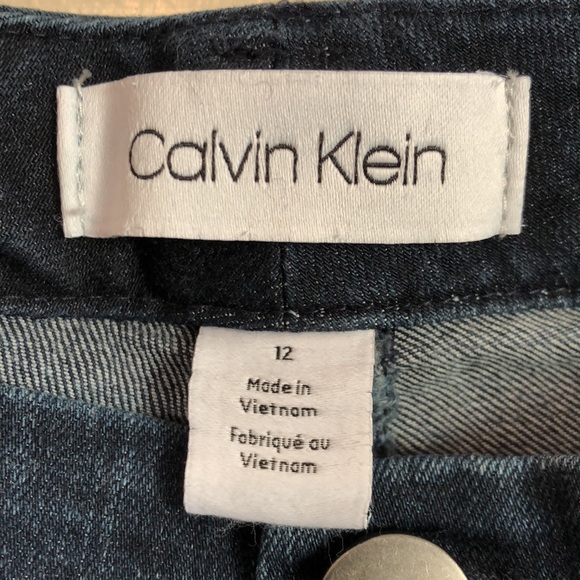 Calvin Klein
12
Made in
Vietnam
Fabriqué au
Vietnam